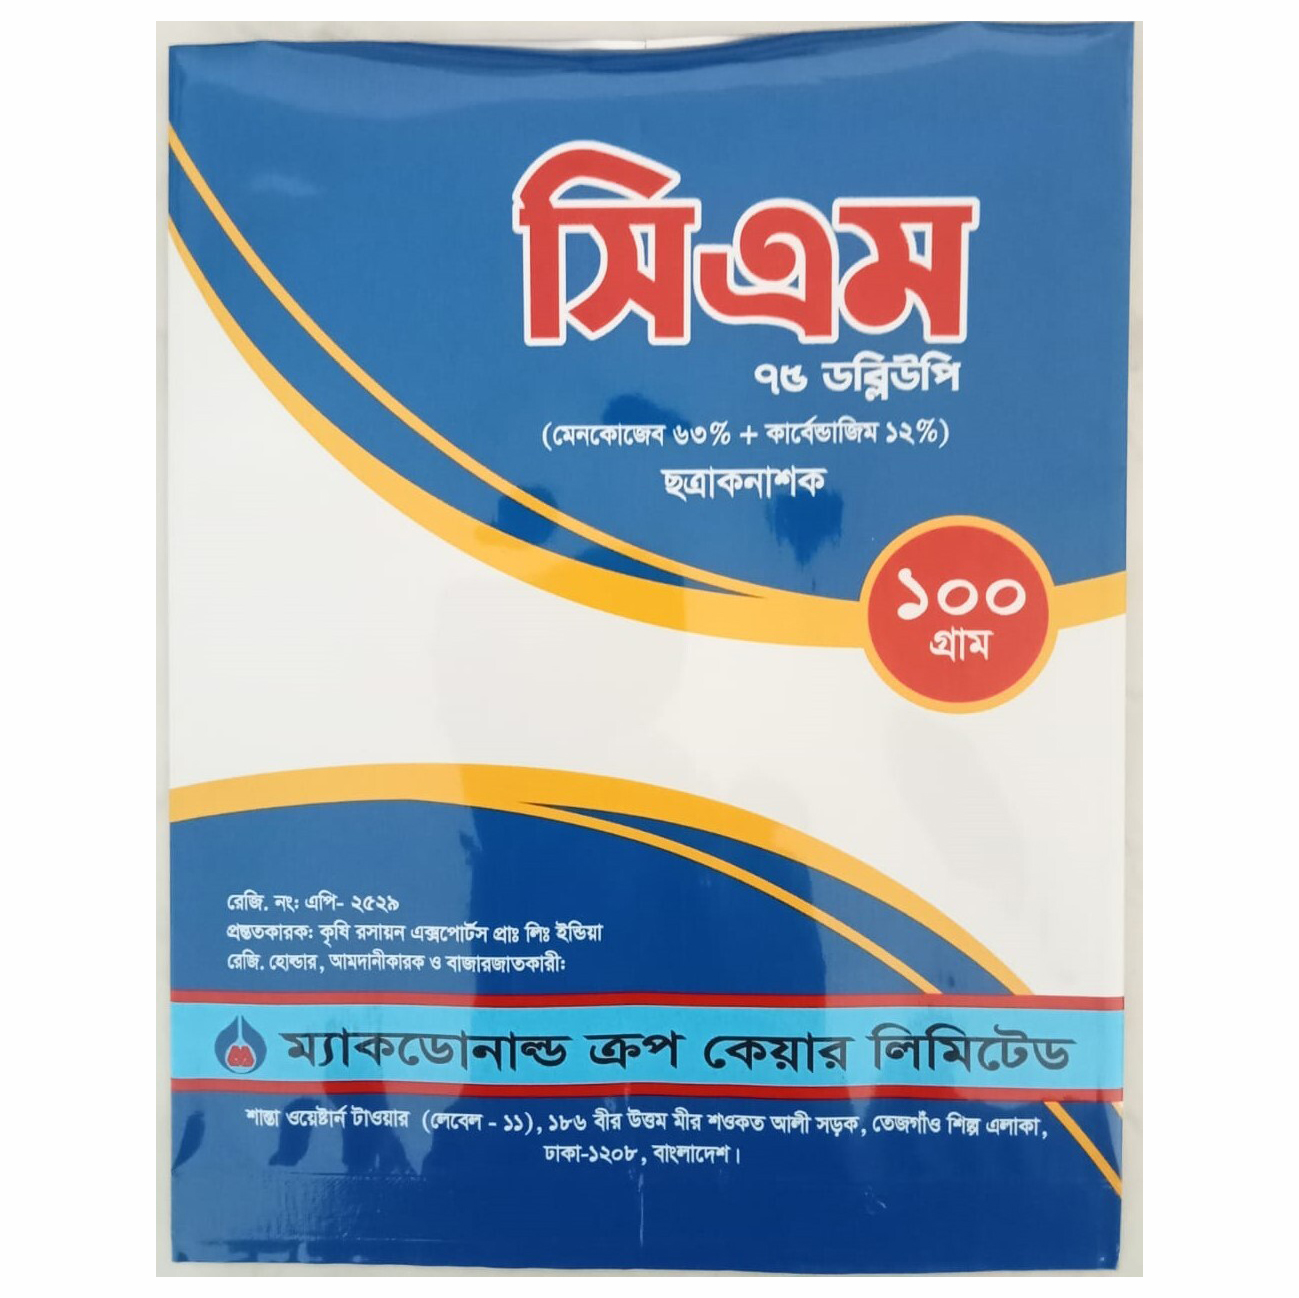 সিএম
৭৫ ডব্লিউপি
(মেনকোজেব ৬৩% + কার্বেন্ডাজিম ১২%)
ছত্রাকনাশক
১০০
গ্রাম
রেজি. নং: এপি- ২৫২৯
প্রস্তুতকারক: কৃষি রসায়ন এক্সপোর্টস প্রাঃ লিঃ ইন্ডিয়া
রেজি. হোল্ডার, আমদানীকারক ও বাজারজাতকারী:
ম্যাকডোনাল্ড ক্রপ কেয়ার লিমিটেড
শান্তা ওয়েষ্টার্ন টাওয়ার (লেবেল - ১১), ১৮৬ বীর উত্তম মীর শওকত আলী সড়ক, তেজগাঁও শিল্প এলাকা,
ঢাকা-১২০৮, বাংলাদেশ।